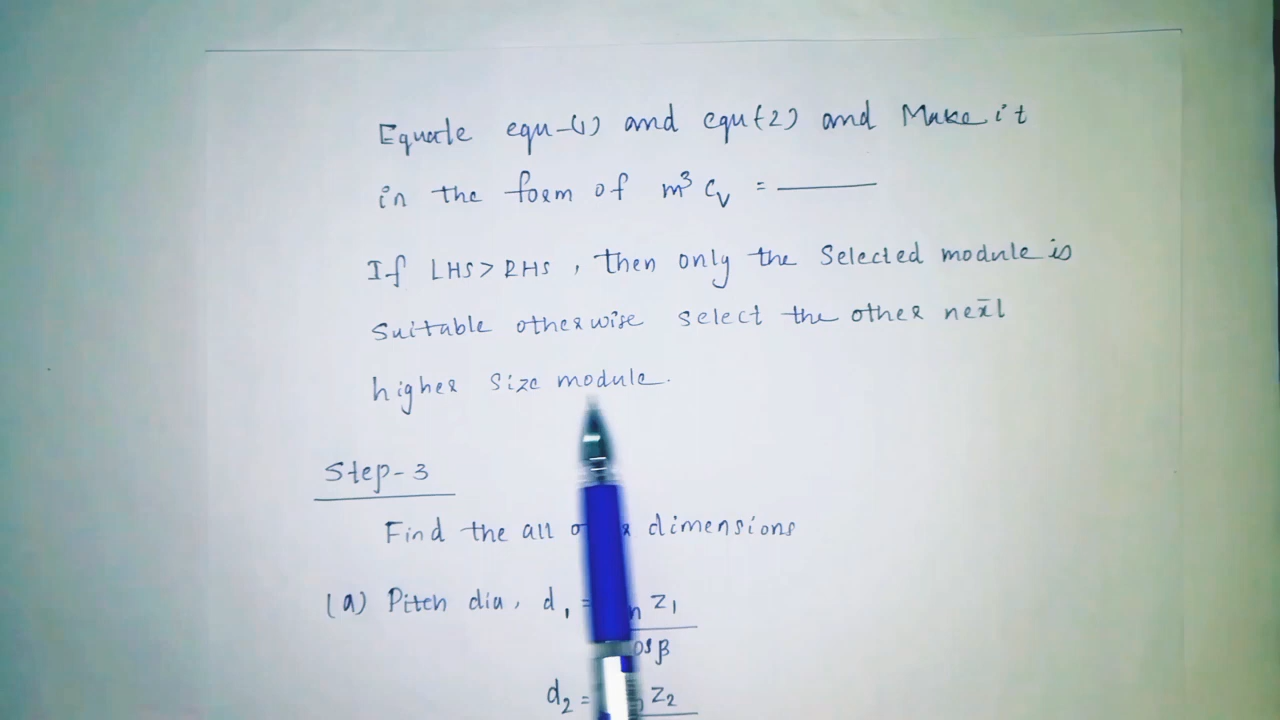 Equate equ-(1) and equ(2) and Make it
in the form of m³ Cv = ———
If LHS > RHS , then only the Selected module is
Suitable otherwise select the other next
higher size module.
Step-3
Find the all dimensions
(a) Pitch dia, d₁ = n Z₁
β
d₂ = Z₂